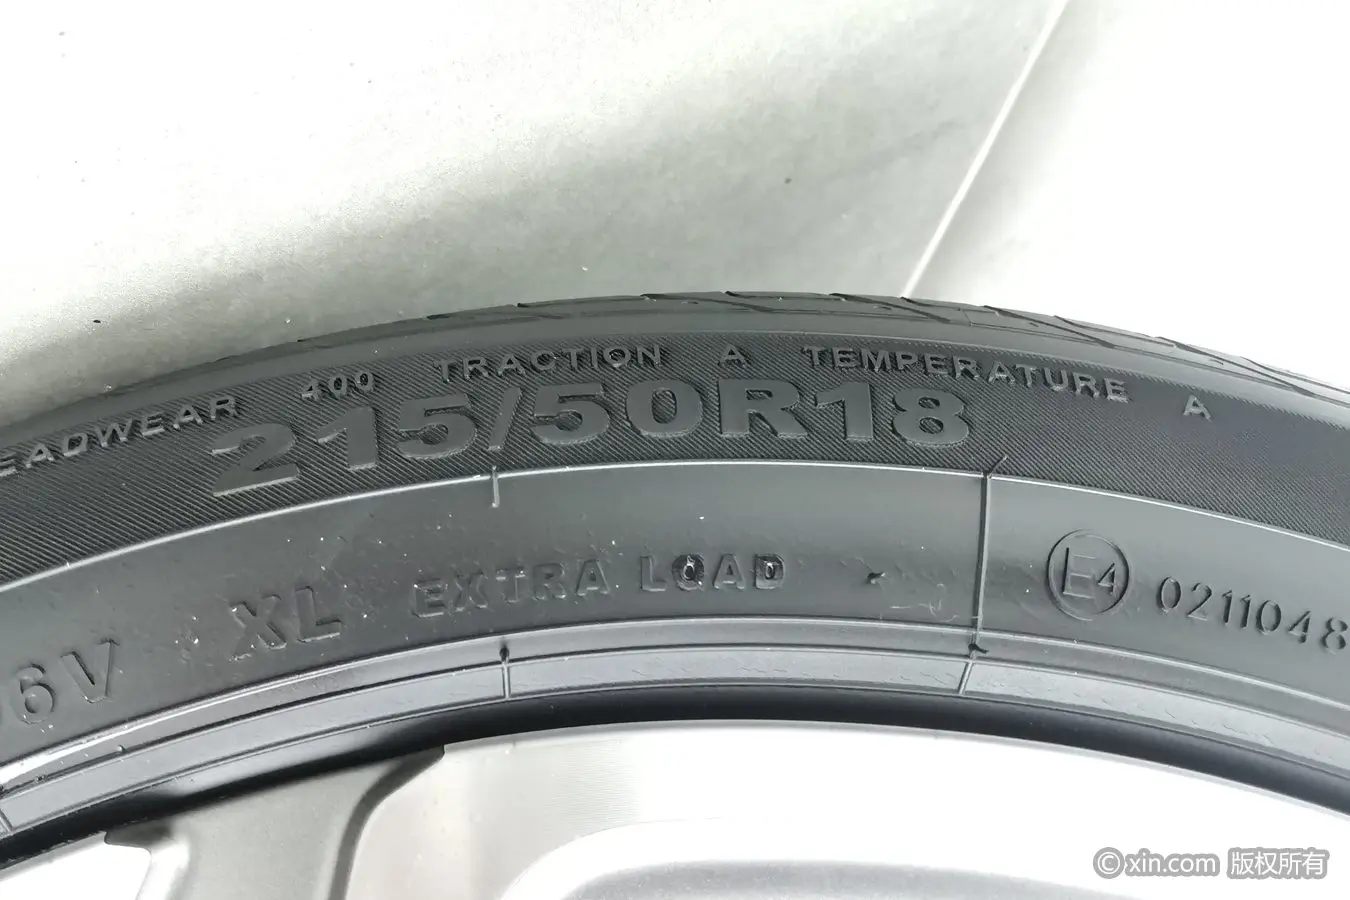 EADWEAR 400 TRACTION A TEMPERATURE A
215/50R18
6V XL EXTRA LOAD
E4 0211048
©xin.com 版权所有